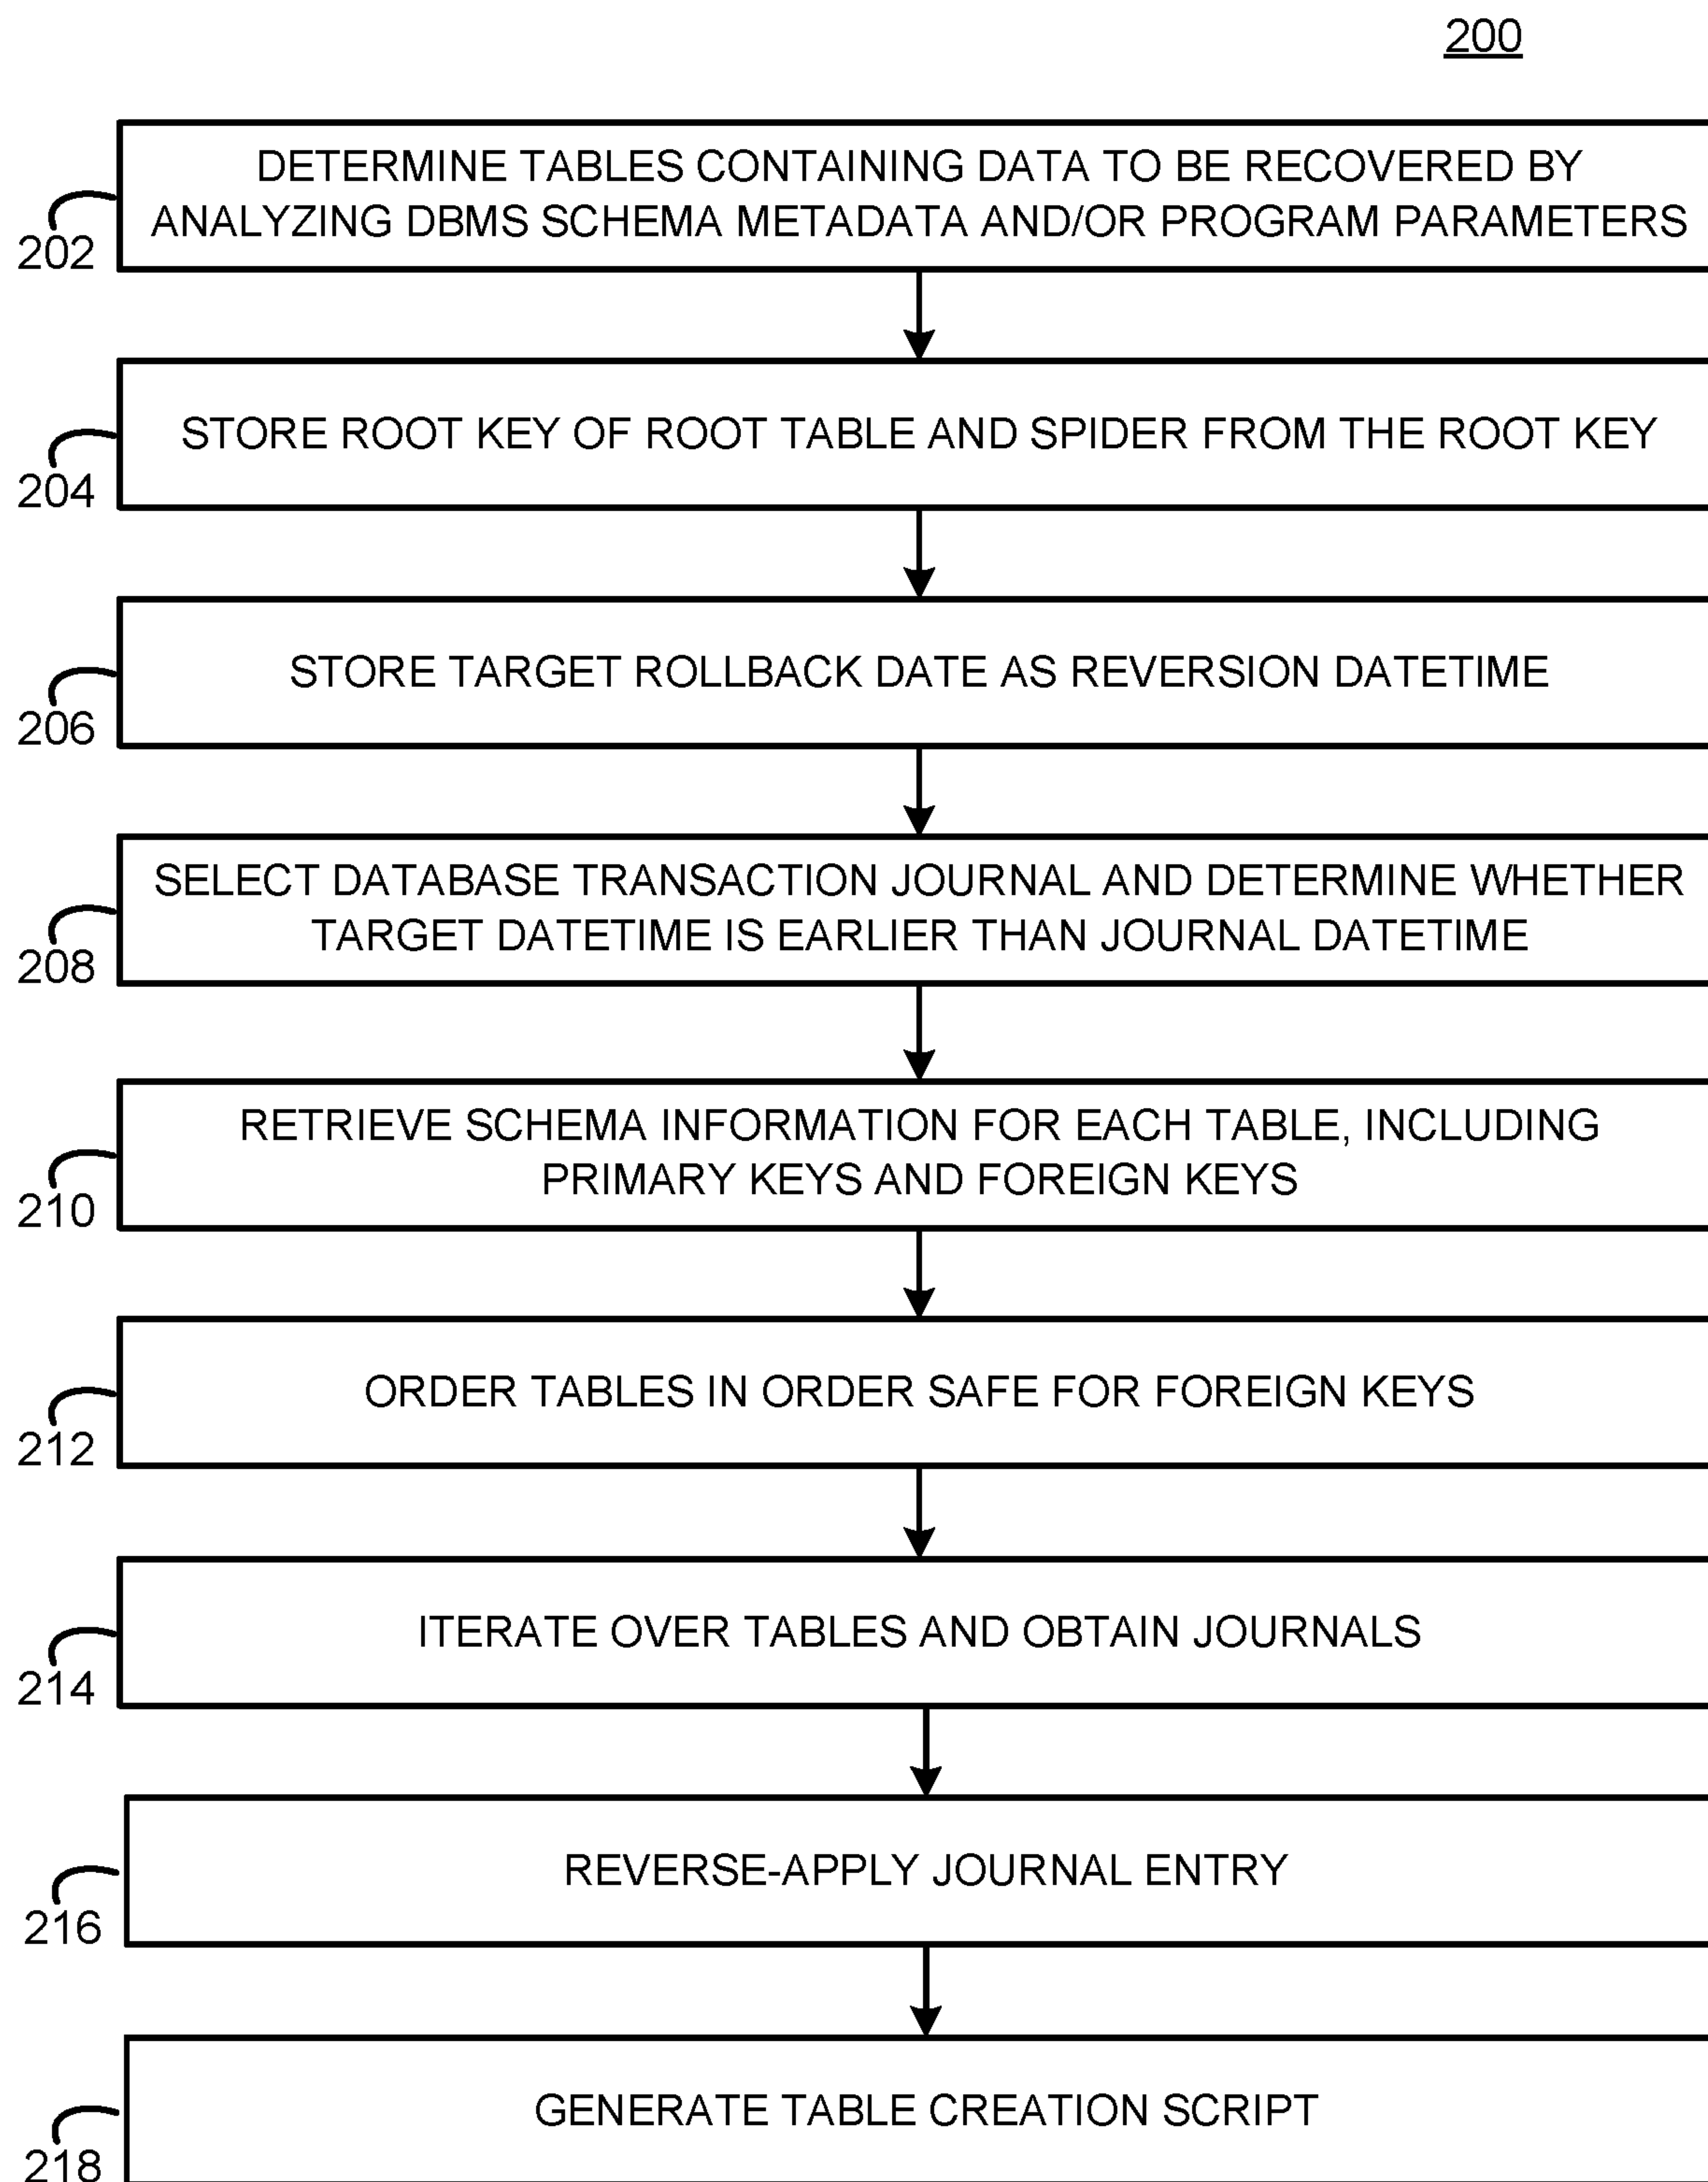 200
DETERMINE TABLES CONTAINING DATA TO BE RECOVERED BY
ANALYZING DBMS SCHEMA METADATA AND/OR PROGRAM PARAMETERS
202
STORE ROOT KEY OF ROOT TABLE AND SPIDER FROM THE ROOT KEY
204
STORE TARGET ROLLBACK DATE AS REVERSION DATETIME
206
SELECT DATABASE TRANSACTION JOURNAL AND DETERMINE WHETHER
TARGET DATETIME IS EARLIER THAN JOURNAL DATETIME
208
RETRIEVE SCHEMA INFORMATION FOR EACH TABLE, INCLUDING
PRIMARY KEYS AND FOREIGN KEYS
210
ORDER TABLES IN ORDER SAFE FOR FOREIGN KEYS
212
ITERATE OVER TABLES AND OBTAIN JOURNALS
214
REVERSE-APPLY JOURNAL ENTRY
216
GENERATE TABLE CREATION SCRIPT
218